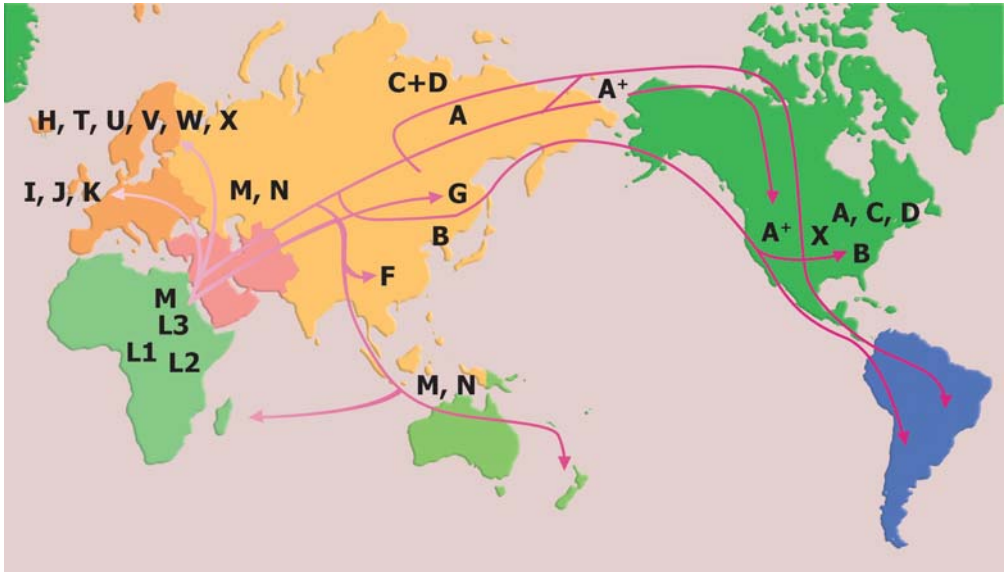 C+D
A+
A
H, T, U, V, W, X
I, J, K
M, N
G
A, C, D
A+
X
B
B
F
M
L3
L1
L2
M, N